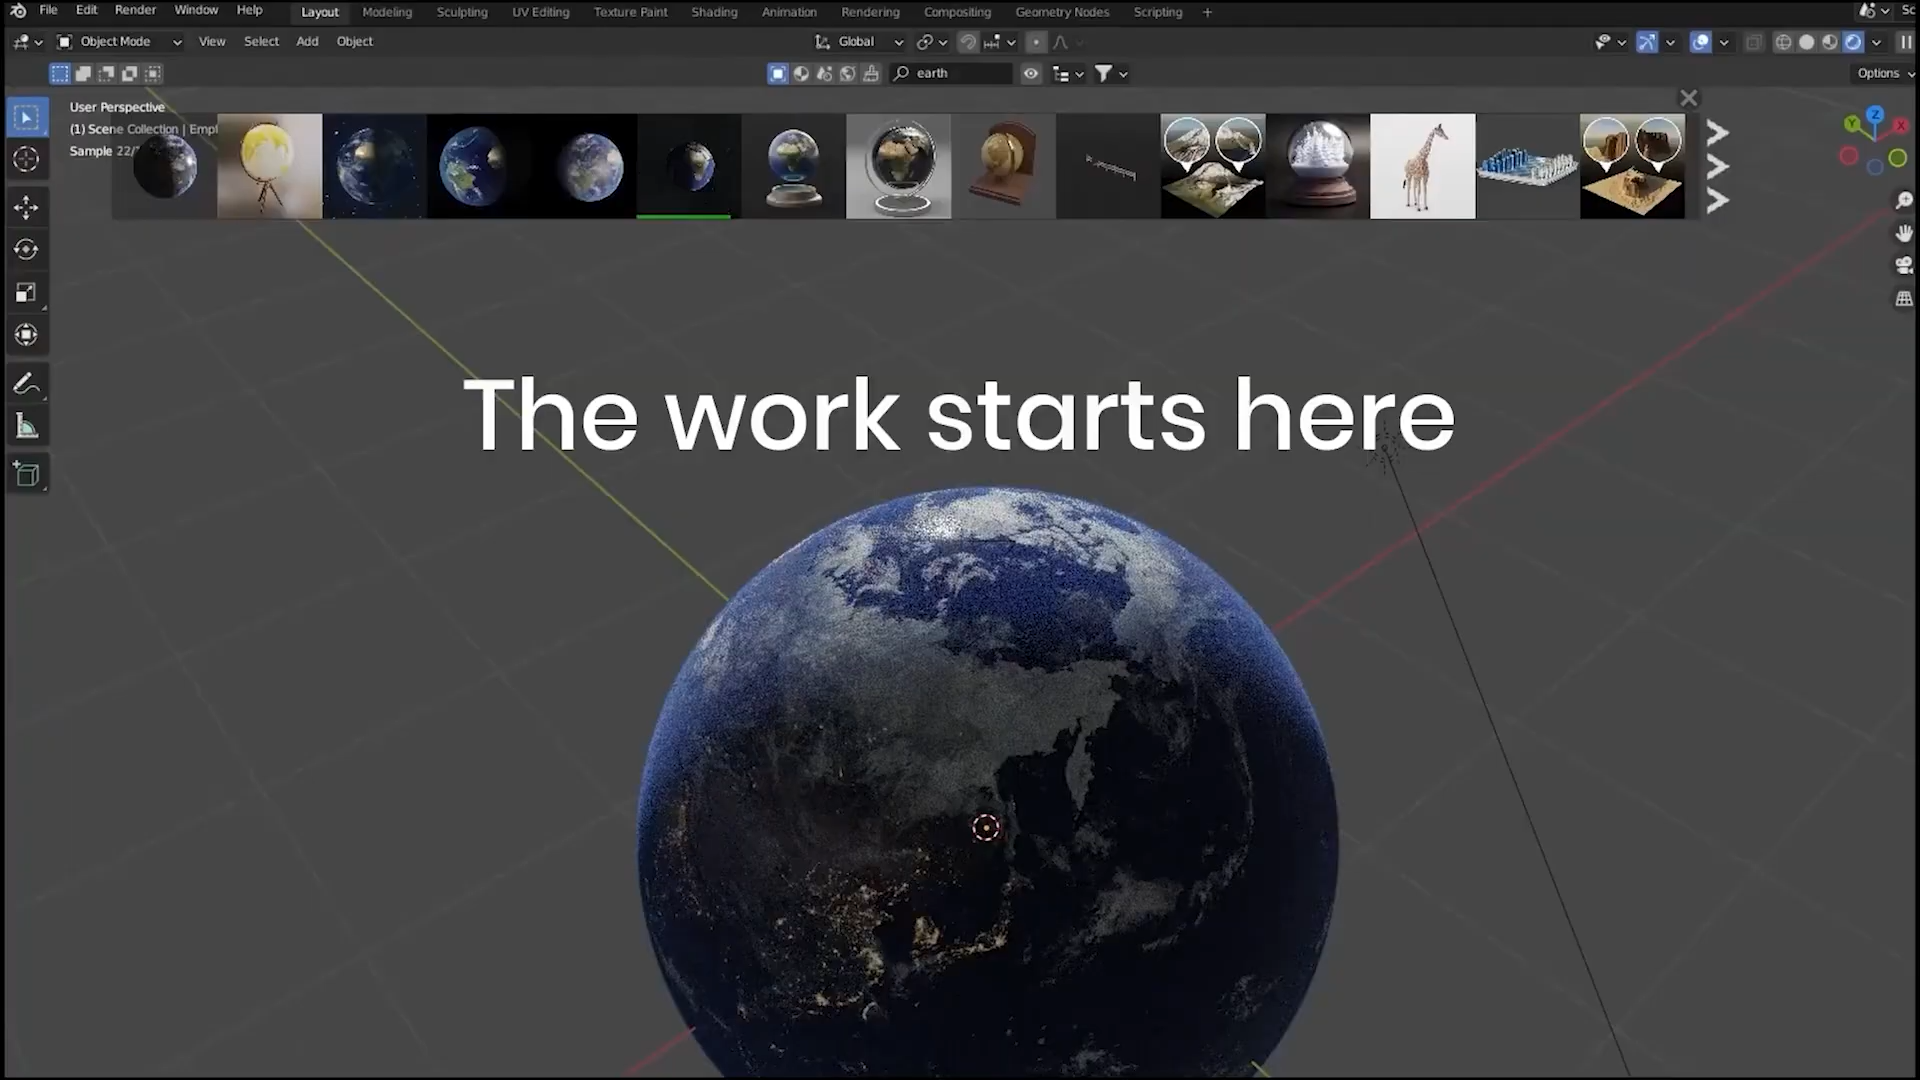 File Edit Render Window Help Layout Modeling Sculpting UV Editing Texture Paint Shading Animation Rendering Compositing Geometry Nodes Scripting + Sc
Object Mode View Select Add Object Global
earth Options
User Perspective
(1) Scene Collection | Empt
Sample 22/
Z
Y X
The work starts here